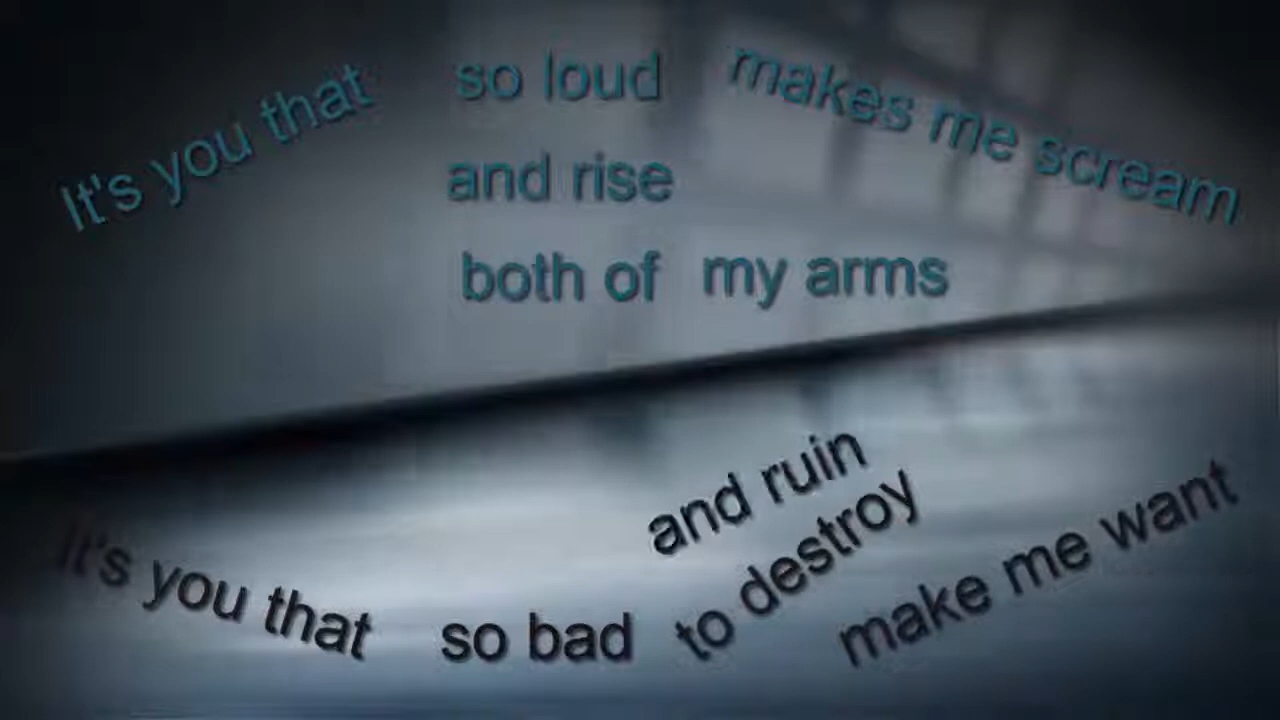 It's you that
so loud
makes me scream
and rise
both of my arms
and ruin
to destroy
make me want
It's you that
so bad